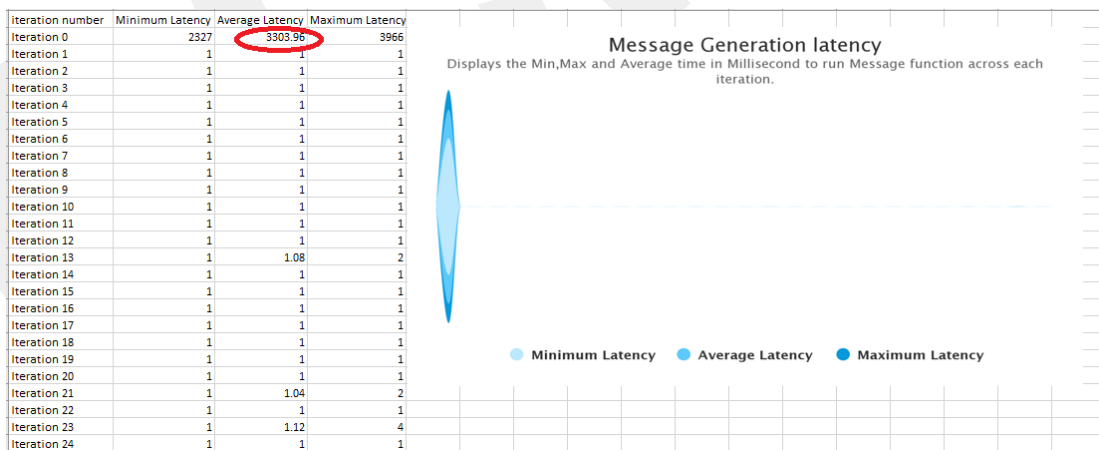 iteration number Minimum Latency Average Latency Maximum Latency
Iteration 0 2327 3303.96 3966
Iteration 1 1 1 1
Iteration 2 1 1 1
Iteration 3 1 1 1
Iteration 4 1 1 1
Iteration 5 1 1 1
Iteration 6 1 1 1
Iteration 7 1 1 1
Iteration 8 1 1 1
Iteration 9 1 1 1
Iteration 10 1 1 1
Iteration 11 1 1 1
Iteration 12 1 1 1
Iteration 13 1 1.08 2
Iteration 14 1 1 1
Iteration 15 1 1 1
Iteration 16 1 1 1
Iteration 17 1 1 1
Iteration 18 1 1 1
Iteration 19 1 1 1
Iteration 20 1 1 1
Iteration 21 1 1.04 2
Iteration 22 1 1 1
Iteration 23 1 1.12 4
Iteration 24 1 1 1
Message Generation latency
Displays the Min,Max and Average time in Millisecond to run Message function across each
iteration.
Minimum Latency Average Latency Maximum Latency